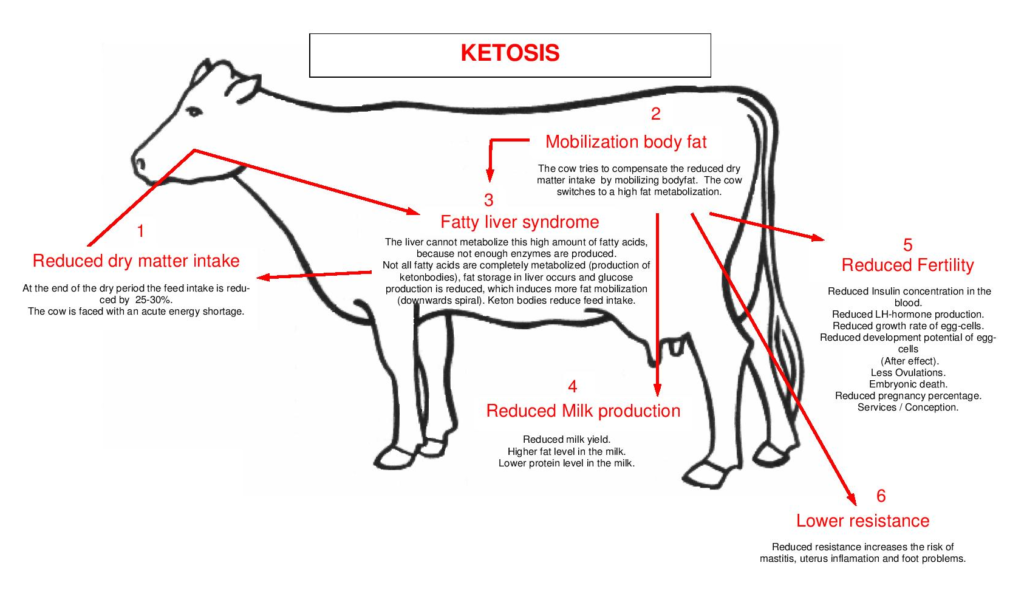 KETOSIS
1
Reduced dry matter intake
At the end of the dry period the feed intake is redu-
ced by 25-30%.
The cow is faced with an acute energy shortage.
2
Mobilization body fat
The cow tries to compensate the reduced dry
matter intake by mobilizing bodyfat. The cow
switches to a high fat metabolization.
3
Fatty liver syndrome
The liver cannot metabolize this high amount of fatty acids,
because not enough enzymes are produced.
Not all fatty acids are completely metabolized (production of
ketonbodies), fat storage in liver occurs and glucose
production is reduced, which induces more fat mobilization
(downwards spiral). Keton bodies reduce feed intake.
4
Reduced Milk production
Reduced milk yield.
Higher fat level in the milk.
Lower protein level in the milk.
5
Reduced Fertility
Reduced Insulin concentration in the
blood.
Reduced LH-hormone production.
Reduced growth rate of egg-cells.
Reduced development potential of egg-
cells
(After effect).
Less Ovulations.
Embryonic death.
Reduced pregnancy percentage.
Services / Conception.
6
Lower resistance
Reduced resistance increases the risk of
mastitis, uterus inflamation and foot problems.